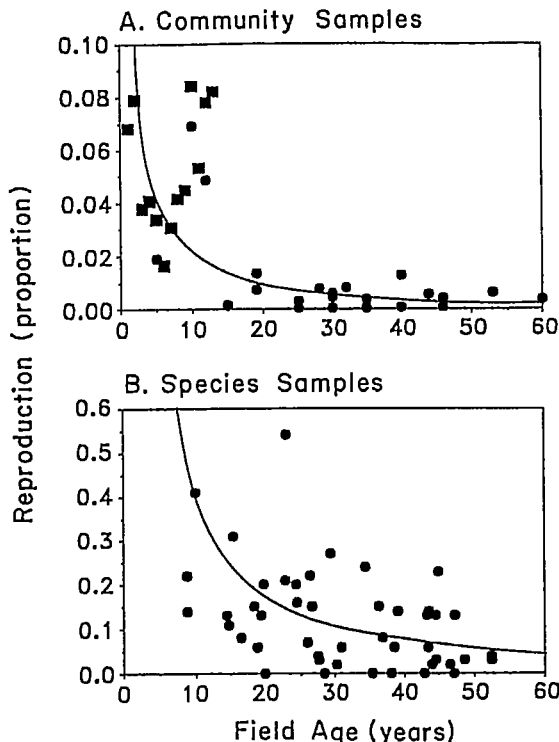 A. Community Samples
0.10
0.08
0.06
0.04
0.02
0.00
0 10 20 30 40 50 60
Reproduction (proportion)
B. Species Samples
0.6
0.5
0.4
0.3
0.2
0.1
0.0
0 10 20 30 40 50 60
Field Age (years)